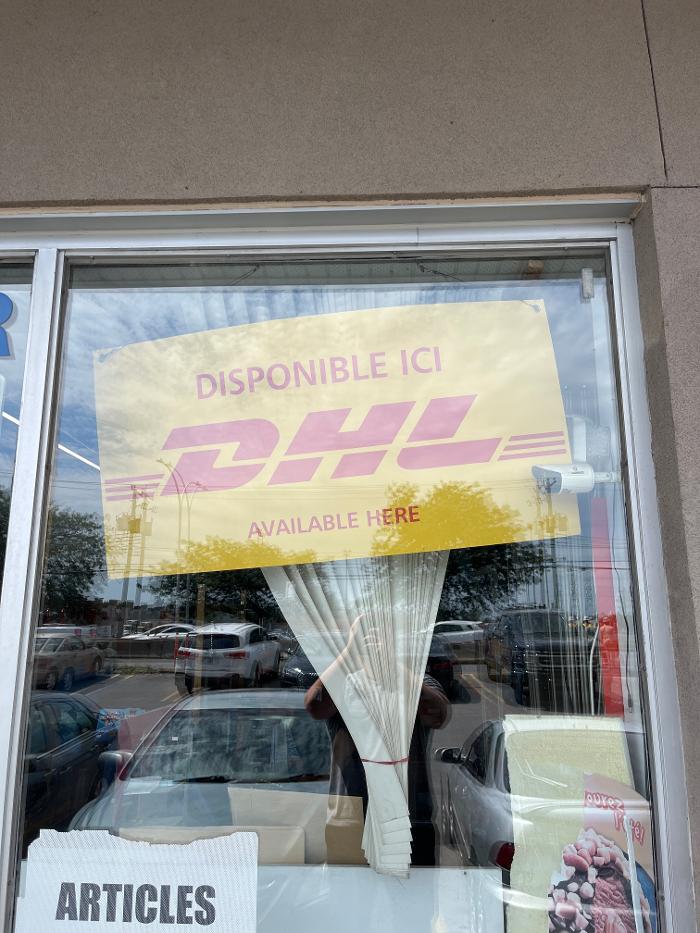 DISPONIBLE ICI
DHL
AVAILABLE HERE
ARTICLES